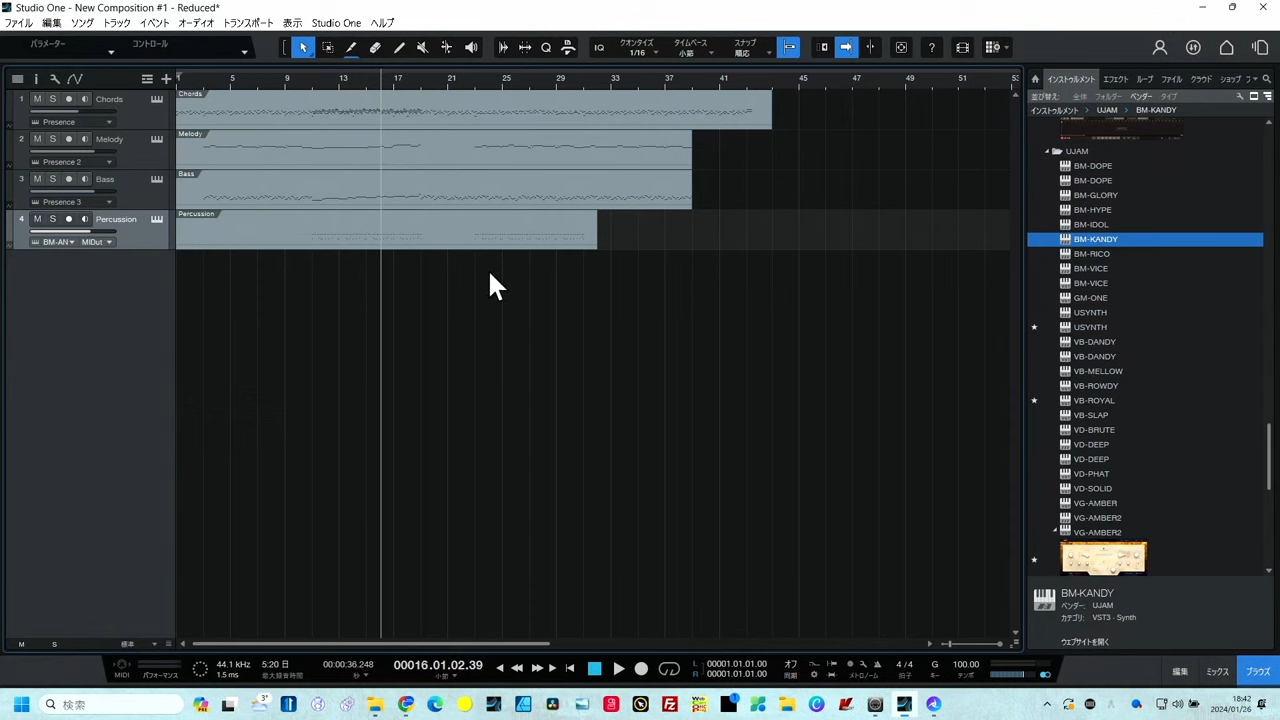 Studio One - New Composition #1 - Reduced*
ファイル 編集 ソング トラック イベント オーディオ トランスポート 表示 Studio One ヘルプ
パラメーター コントロール IQ クオンタイズ 1/16 タイムベース 小節 スナップ 順応
5 9 13 17 21 25 29 33 37 41 45 49 51 53
インストゥルメント エフェクト ループ ファイル クラウド ショップ
並び替え: 全体 フォルダー ベンダー タイプ
インストゥルメント UJAM BM-KANDY
1 M S Chords
Presence
2 M S Melody
Presence 2
3 M S Bass
Presence 3
4 M S Percussion
BM-AN MIDut
Chords
Melody
Bass
Percussion
UJAM
BM-DOPE
BM-DOPE
BM-GLORY
BM-HYPE
BM-IDOL
BM-KANDY
BM-RICO
BM-VICE
BM-VICE
GM-ONE
USYNTH
USYNTH
VB-DANDY
VB-DANDY
VB-MELLOW
VB-ROWDY
VB-ROYAL
VB-SLAP
VD-BRUTE
VD-DEEP
VD-DEEP
VD-PHAT
VD-SOLID
VG-AMBER
VG-AMBER2
VG-AMBER2
BM-KANDY
ベンダー: UJAM
カテゴリ: VST3 - Synth
ウェブサイトを開く
M S 標準
MIDI パフォーマンス
44.1 kHz
1.5 ms
5:20 日
最大録音時間
00:00:36.248
秒
00016.01.02.39
小節
L 00001.01.01.00
R 00001.01.01.00
オフ
同期
メトロノーム
4 / 4
拍子
G
キー
100.00
テンポ
編集 ミックス ブラウズ
検索
18:42
2024/01/26